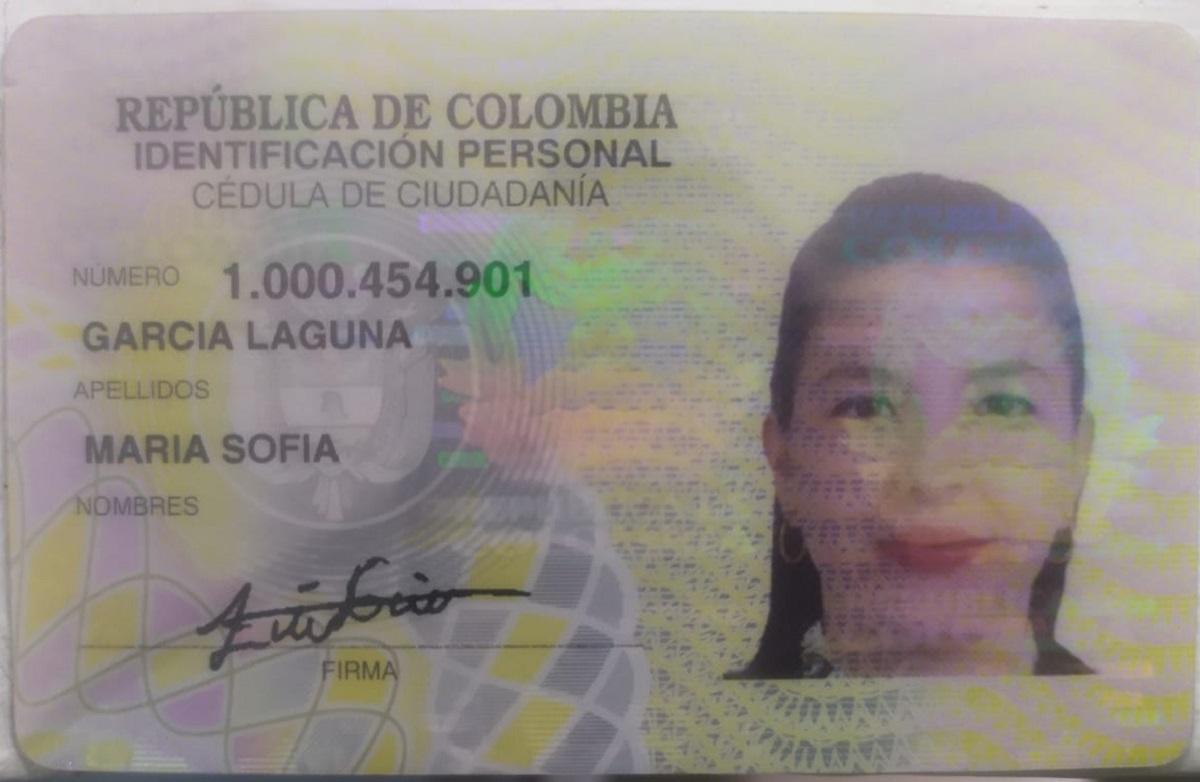 REPÚBLICA DE COLOMBIA
IDENTIFICACIÓN PERSONAL
CÉDULA DE CIUDADANÍA
NÚMERO 1.000.454.901
GARCIA LAGUNA
APELLIDOS
MARIA SOFIA
NOMBRES
FIRMA